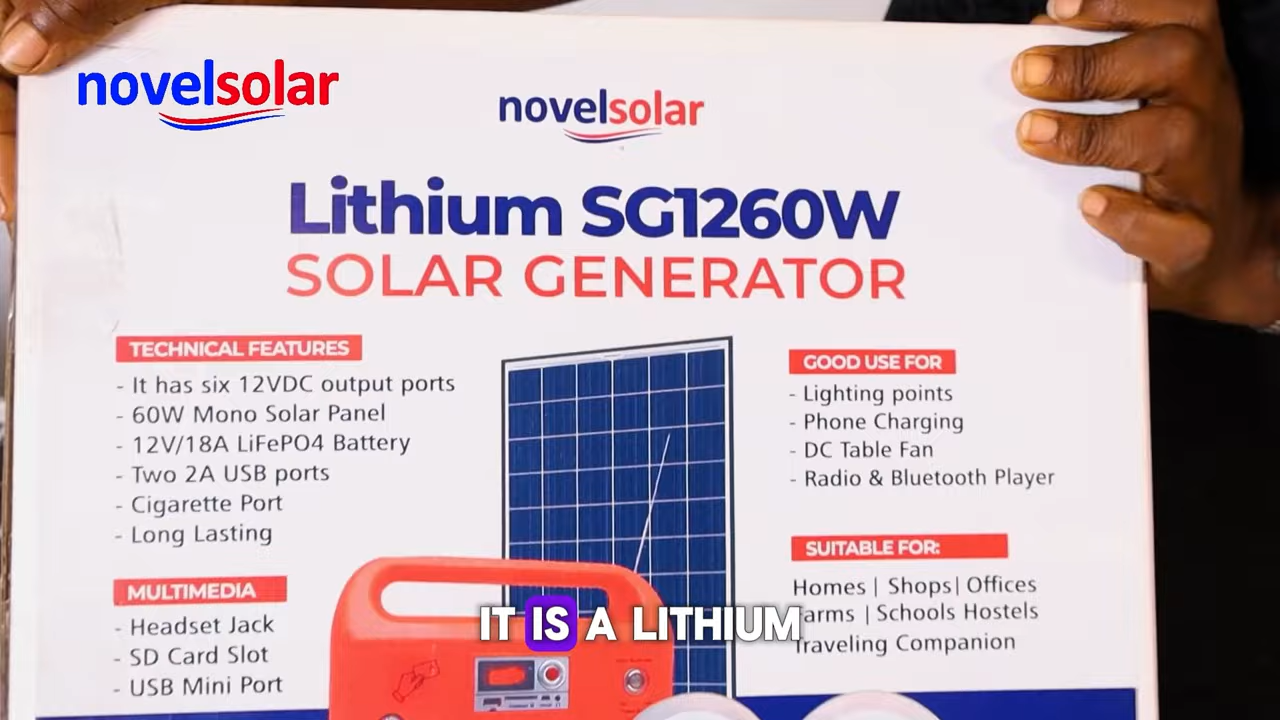 novelsolar
novelsolar
Lithium SG1260W
SOLAR GENERATOR
TECHNICAL FEATURES
- It has six 12VDC output ports
- 60W Mono Solar Panel
- 12V/18A LiFePO4 Battery
- Two 2A USB ports
- Cigarette Port
- Long Lasting
MULTIMEDIA
- Headset Jack
- SD Card Slot
- USB Mini Port
GOOD USE FOR
- Lighting points
- Phone Charging
- DC Table Fan
- Radio & Bluetooth Player
SUITABLE FOR:
Homes | Shops| Offices
arms | Schools Hostels
Traveling Companion
IT IS A LITHIUM